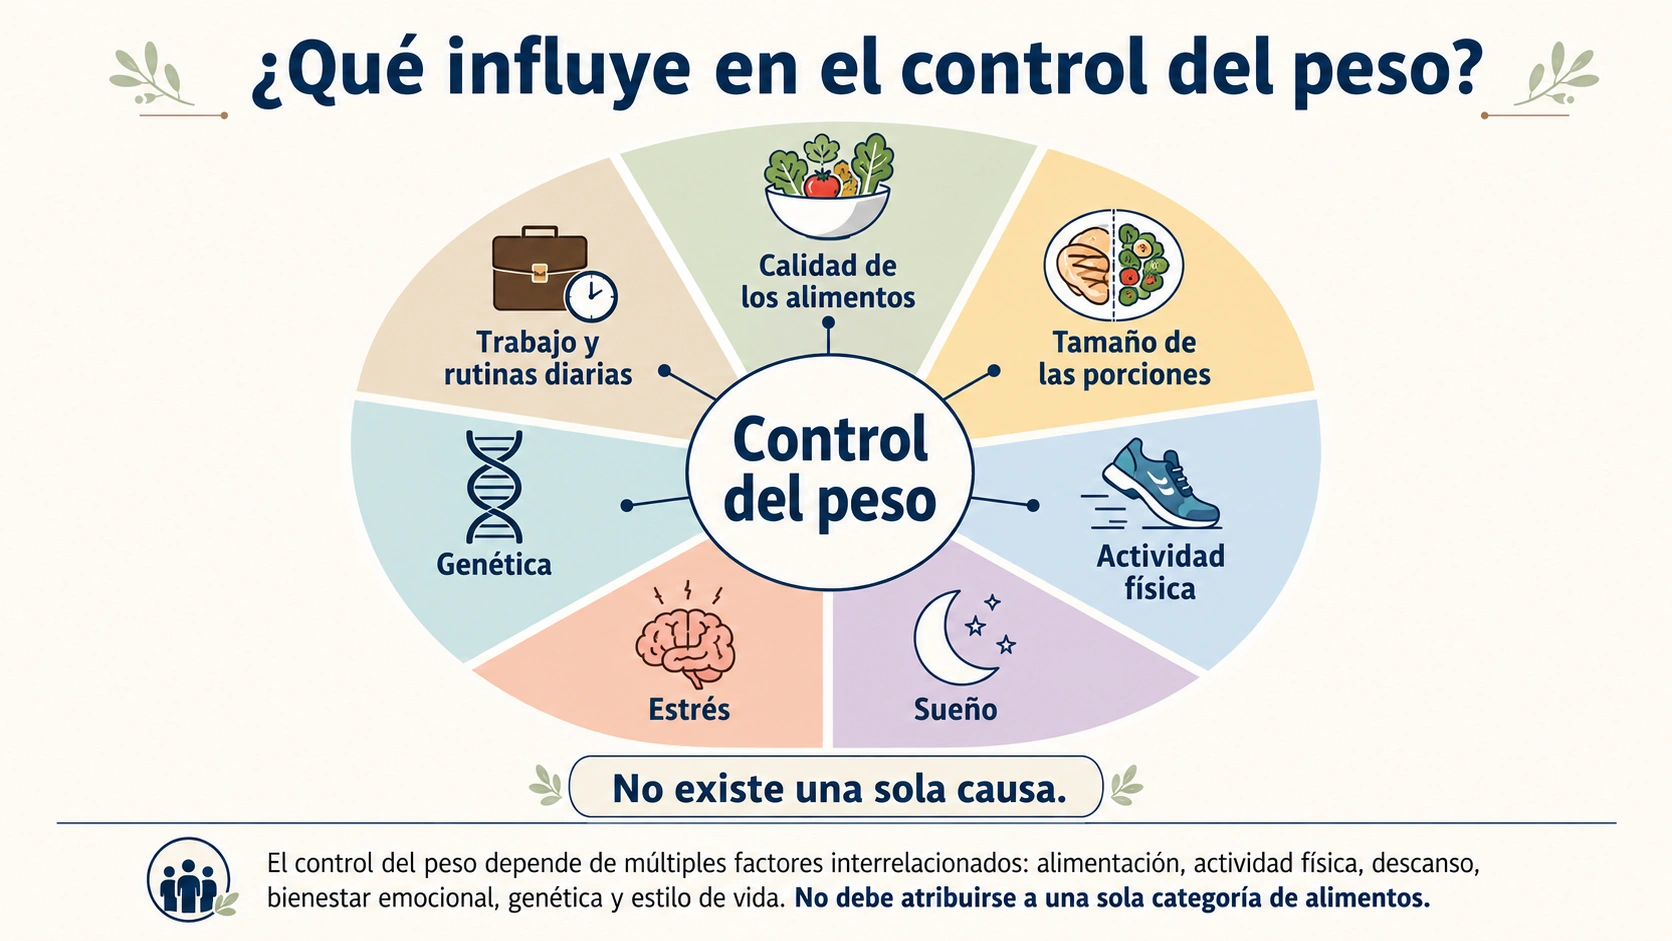 ¿Qué influye en el control del peso?
Calidad de
los alimentos
Tamaño de
las porciones
Actividad
física
Sueño
Estrés
Genética
Trabajo y
rutinas diarias
Control
del peso
No existe una sola causa.
El control del peso depende de múltiples factores interrelacionados: alimentación, actividad física, descanso,
bienestar emocional, genética y estilo de vida. No debe atribuirse a una sola categoría de alimentos.